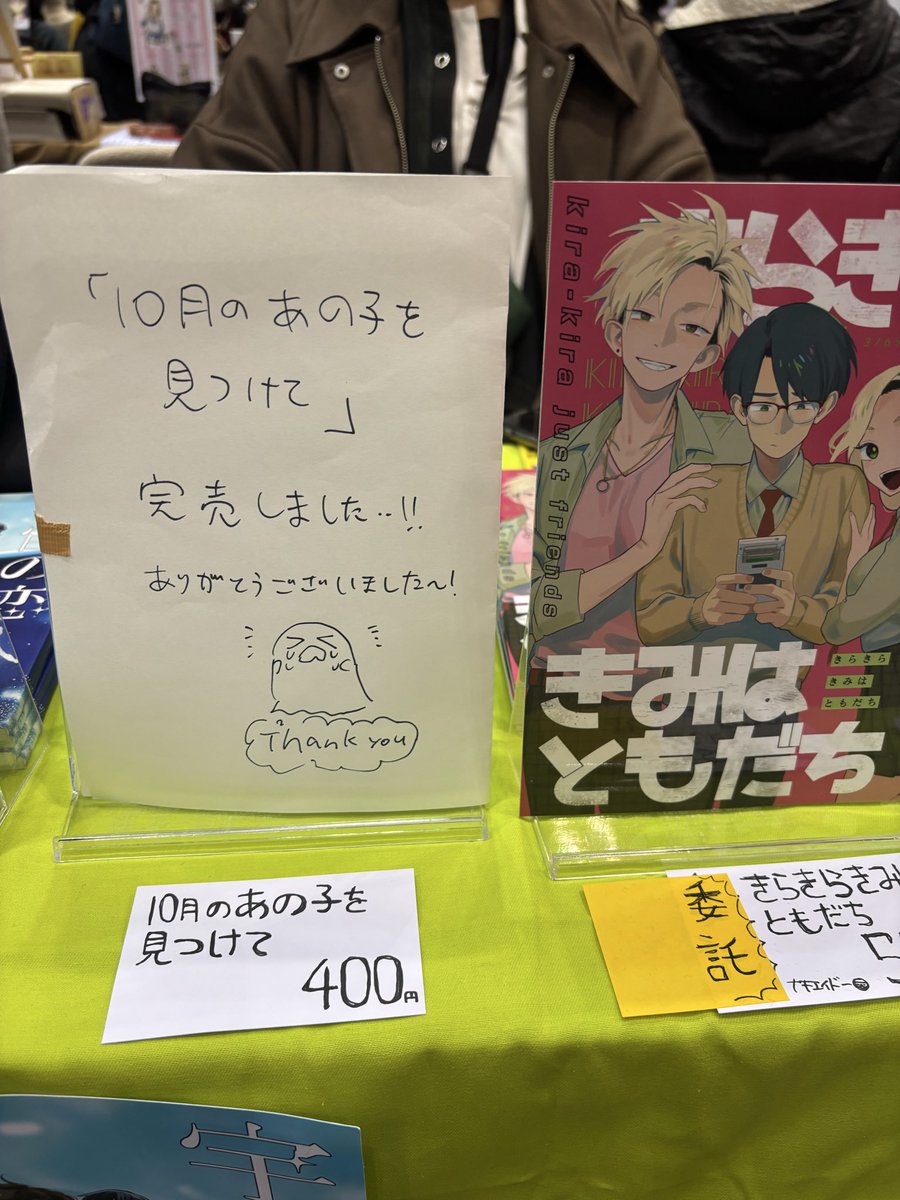 「10月のあの子を
見つけて」
完売しました..!!
ありがとうございました〜!
Thank you
10月のあの子を
見つけて
400円
kira-kira just friends
きみは
ともだち
きらきら
きみは
ともだち
委託
きらきらきみ
ともだち